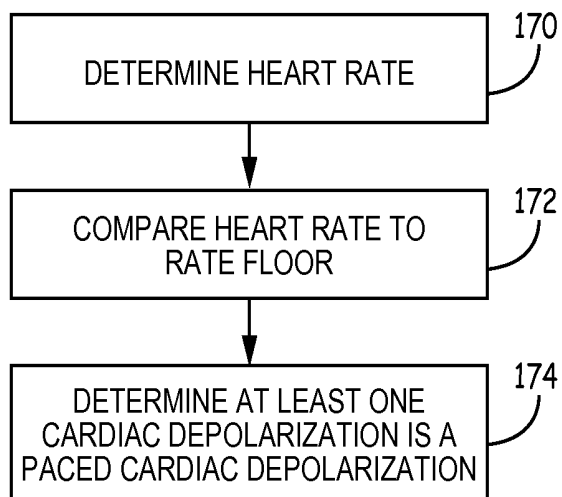 170
DETERMINE HEART RATE
172
COMPARE HEART RATE TO
RATE FLOOR
174
DETERMINE AT LEAST ONE
CARDIAC DEPOLARIZATION IS A
PACED CARDIAC DEPOLARIZATION